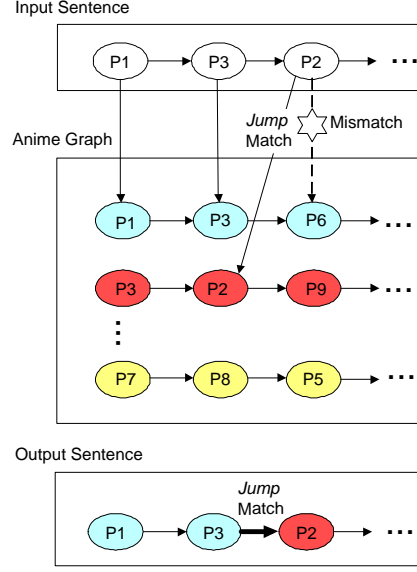 Input Sentence
P1 P3 P2 ...
Jump
Match
Mismatch
Anime Graph
P1 P3 P6 ...
P3 P2 P9 ...
P7 P8 P5 ...
Output Sentence
Jump
Match
P1 P3 P2 ...